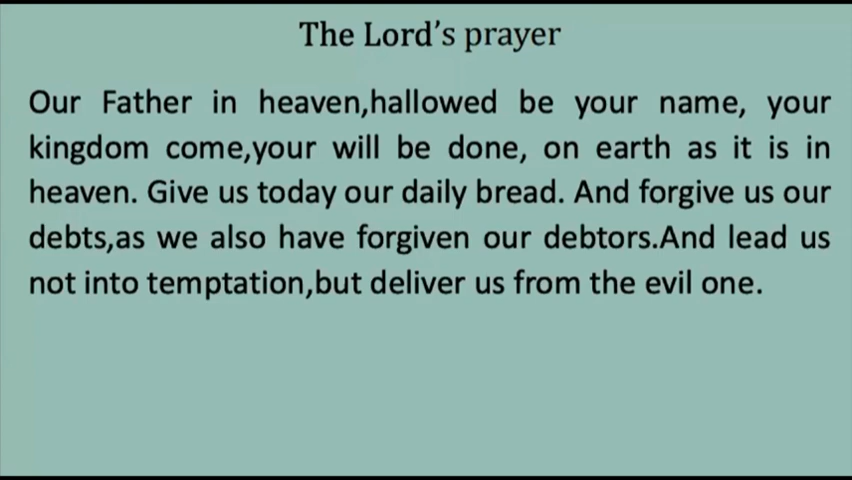 The Lord's prayer
Our Father in heaven,hallowed be your name, your
kingdom come,your will be done, on earth as it is in
heaven. Give us today our daily bread. And forgive us our
debts,as we also have forgiven our debtors.And lead us
not into temptation,but deliver us from the evil one.